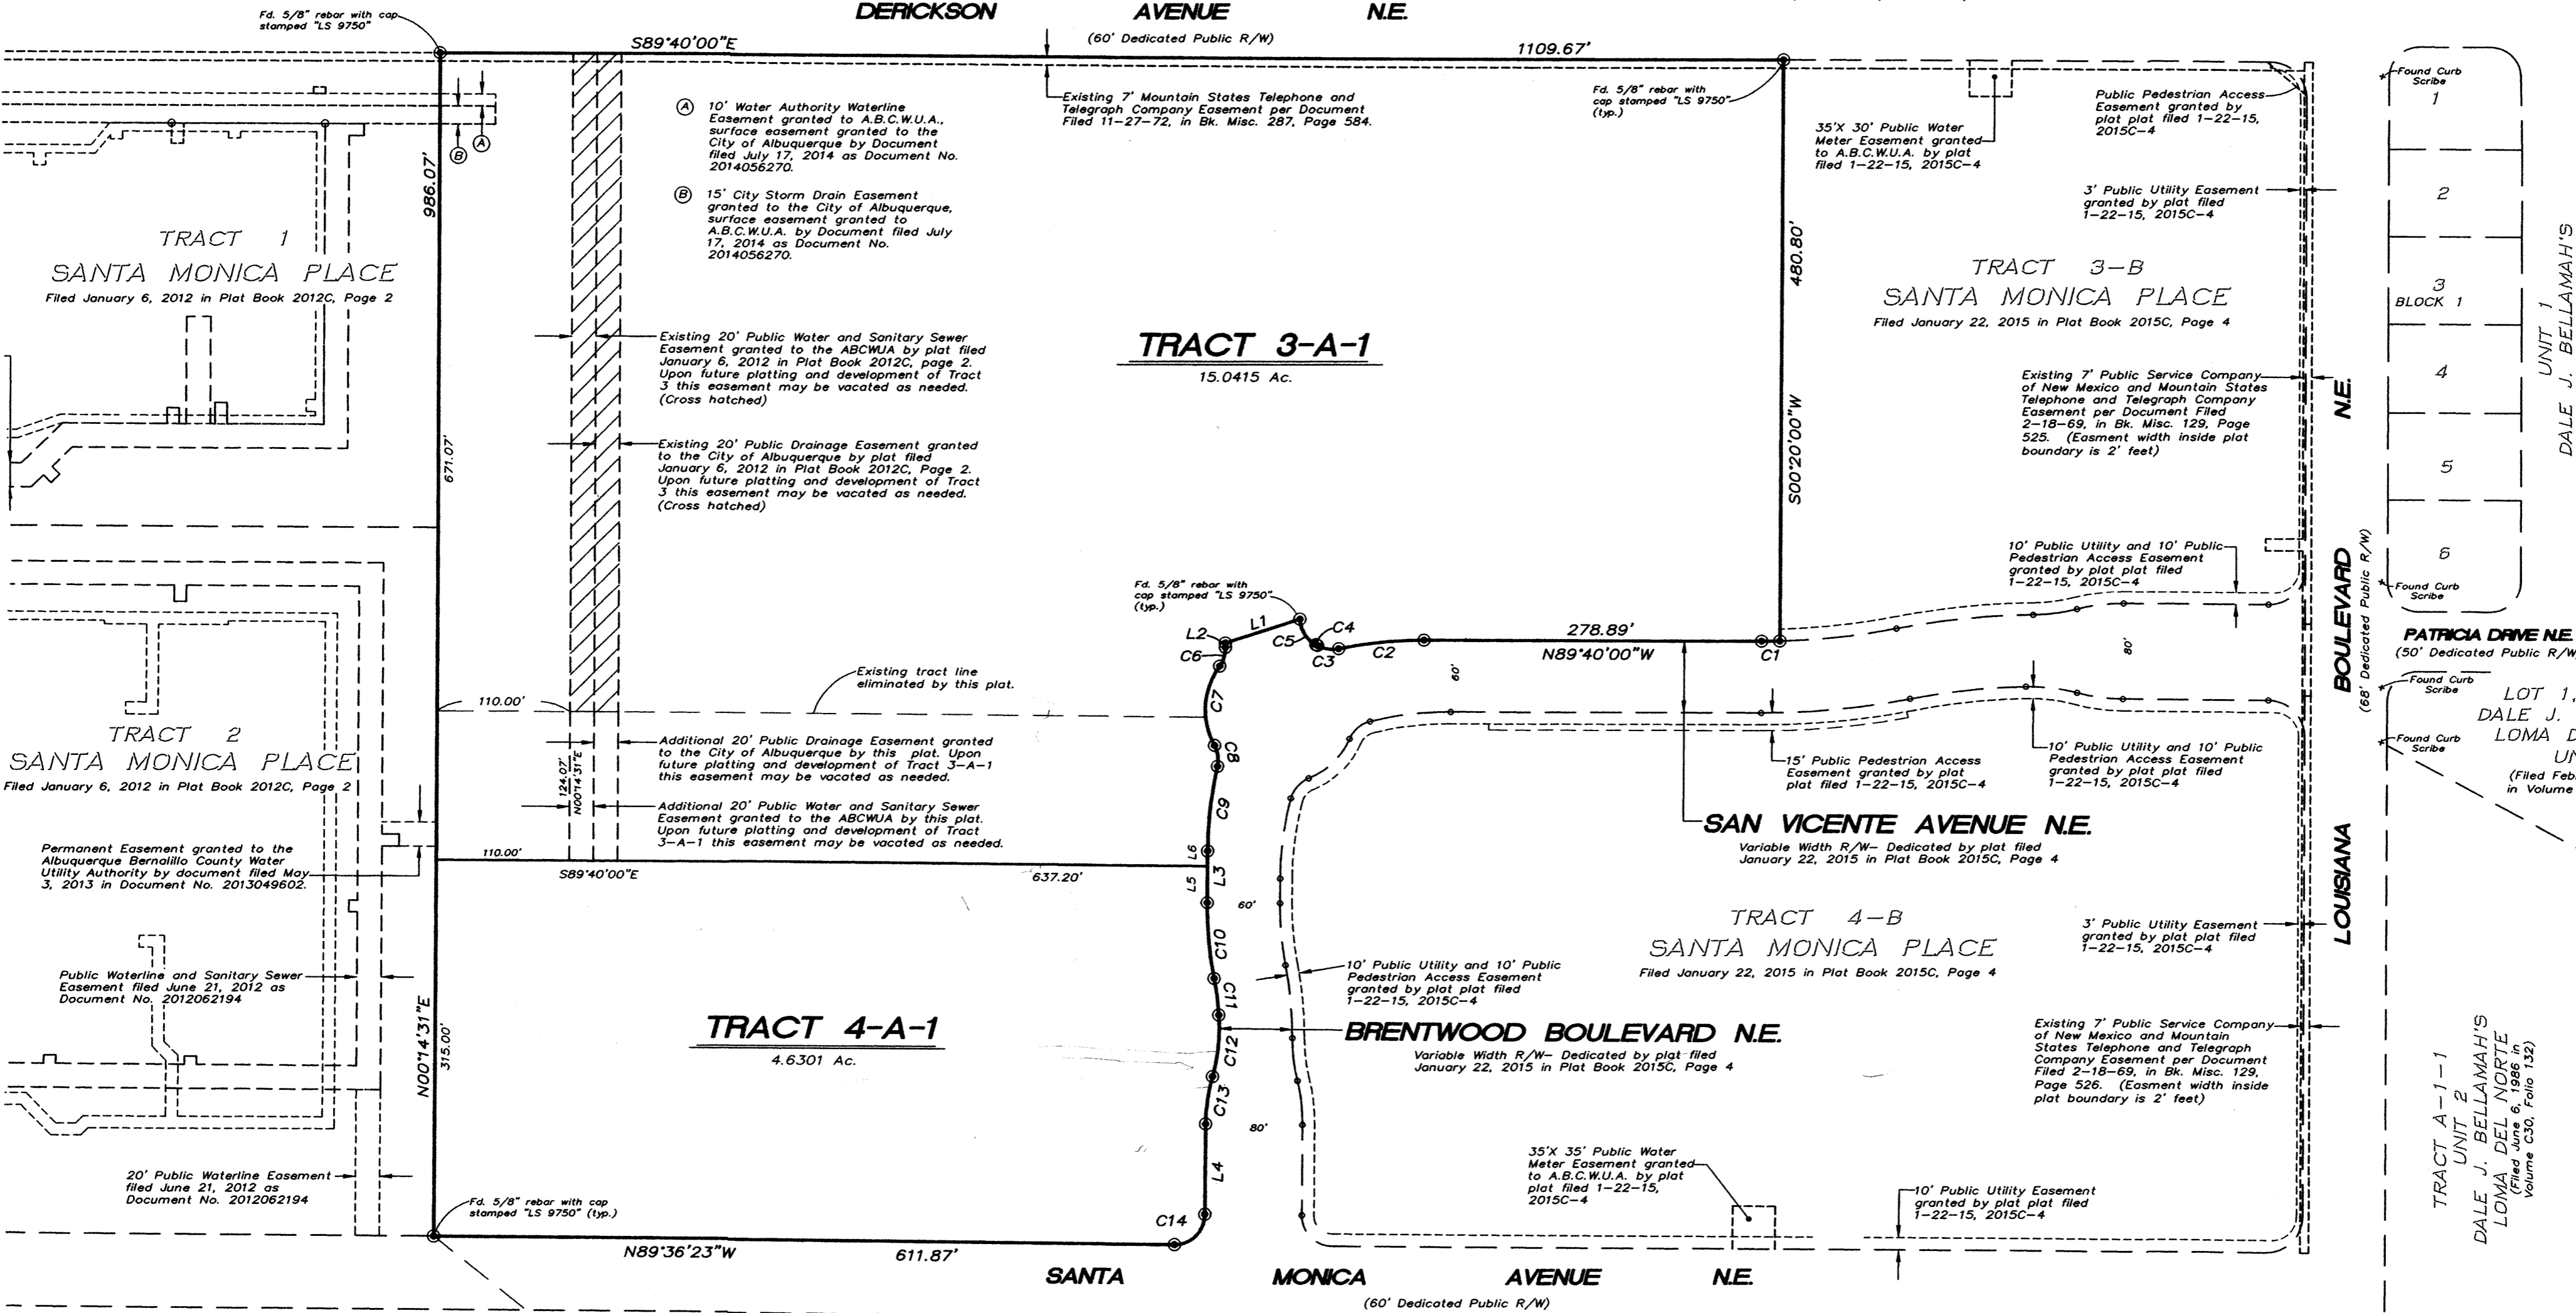 DERICKSON AVENUE N.E.
(60' Dedicated Public R/W)
Fd. 5/8" rebar with cap
stamped "LS 9750"
S89°40'00"E
1109.67'
Ⓐ 10' Water Authority Waterline
Easement granted to A.B.C.W.U.A.,
surface easement granted to the
City of Albuquerque by Document
filed July 17, 2014 as Document No.
2014056270.
Ⓑ 15' City Storm Drain Easement
granted to the City of Albuquerque,
surface easement granted to
A.B.C.W.U.A. by Document filed July
17, 2014 as Document No.
2014056270.
Ⓑ
Ⓐ
Existing 7' Mountain States Telephone and
Telegraph Company Easement per Document
Filed 11-27-72, in Bk. Misc. 287, Page 584.
Fd. 5/8" rebar with
cap stamped "LS 9750"
(typ.)
35'X 30' Public Water
Meter Easement granted
to A.B.C.W.U.A. by plat
filed 1-22-15, 2015C-4
Public Pedestrian Access
Easement granted by
plat plat filed 1-22-15,
2015C-4
3' Public Utility Easement
granted by plat filed
1-22-15, 2015C-4
Found Curb
Scribe
1
2
3
BLOCK 1
4
5
6
Found Curb
Scribe
UNIT 1
DALE J. BELLAMAH'S
986.07'
671.07'
TRACT 1
SANTA MONICA PLACE
Filed January 6, 2012 in Plat Book 2012C, Page 2
Existing 20' Public Water and Sanitary Sewer
Easement granted to the ABCWUA by plat filed
January 6, 2012 in Plat Book 2012C, page 2.
Upon future platting and development of Tract
3 this easement may be vacated as needed.
(Cross hatched)
Existing 20' Public Drainage Easement granted
to the City of Albuquerque by plat filed
January 6, 2012 in Plat Book 2012C, Page 2.
Upon future platting and development of Tract
3 this easement may be vacated as needed.
(Cross hatched)
TRACT 3-A-1
15.0415 Ac.
480.80'
S00°20'00"W
TRACT 3-B
SANTA MONICA PLACE
Filed January 22, 2015 in Plat Book 2015C, Page 4
Existing 7' Public Service Company
of New Mexico and Mountain States
Telephone and Telegraph Company
Easement per Document Filed
2-18-69, in Bk. Misc. 129, Page
525. (Easment width inside plat
boundary is 2' feet)
10' Public Utility and 10' Public
Pedestrian Access Easement
granted by plat plat filed
1-22-15, 2015C-4
LOUISIANA BOULEVARD N.E.
(68' Dedicated Public R/W)
PATRICIA DRIVE N.E.
(50' Dedicated Public R/W
Found Curb
Scribe
LOT 1,
DALE J.
LOMA D
UN
(Filed Feb
in Volume
Found Curb
Scribe
Fd. 5/8" rebar with
cap stamped "LS 9750"
(typ.)
L2
L1
C4
C5
C3
C2
C6
278.89'
N89°40'00"W
C1
C7
C8
C9
60'
80'
Existing tract line
eliminated by this plat.
110.00'
Additional 20' Public Drainage Easement granted
to the City of Albuquerque by this plat. Upon
future platting and development of Tract 3-A-1
this easement may be vacated as needed.
124.07'
N00°14'31"E
Additional 20' Public Water and Sanitary Sewer
Easement granted to the ABCWUA by this plat.
Upon future platting and development of Tract
3-A-1 this easement may be vacated as needed.
TRACT 2
SANTA MONICA PLACE
Filed January 6, 2012 in Plat Book 2012C, Page 2
Permanent Easement granted to the
Albuquerque Bernalillo County Water
Utility Authority by document filed May
3, 2013 in Document No. 2013049602.
110.00'
S89°40'00"E
637.20'
L6
L5
L3
60'
15' Public Pedestrian Access
Easement granted by plat
plat filed 1-22-15, 2015C-4
10' Public Utility and 10' Public
Pedestrian Access Easement
granted by plat plat filed
1-22-15, 2015C-4
SAN VICENTE AVENUE N.E.
Variable Width R/W- Dedicated by plat filed
January 22, 2015 in Plat Book 2015C, Page 4
TRACT 4-B
SANTA MONICA PLACE
Filed January 22, 2015 in Plat Book 2015C, Page 4
3' Public Utility Easement
granted by plat plat filed
1-22-15, 2015C-4
Public Waterline and Sanitary Sewer
Easement filed June 21, 2012 as
Document No. 2012062194
C10
C11
C12
C13
L4
C14
80'
10' Public Utility and 10' Public
Pedestrian Access Easement
granted by plat plat filed
1-22-15, 2015C-4
N00°14'31"E
315.00'
TRACT 4-A-1
4.6301 Ac.
BRENTWOOD BOULEVARD N.E.
Variable Width R/W- Dedicated by plat filed
January 22, 2015 in Plat Book 2015C, Page 4
Existing 7' Public Service Company
of New Mexico and Mountain
States Telephone and Telegraph
Company Easement per Document
Filed 2-18-69, in Bk. Misc. 129,
Page 526. (Easment width inside
plat boundary is 2' feet)
TRACT A-1-1
UNIT 2
DALE J. BELLAMAH'S
LOMA DEL NORTE
(Filed June 6, 1986 in
Volume C30, Folio 132)
20' Public Waterline Easement
filed June 21, 2012 as
Document No. 2012062194
Fd. 5/8" rebar with cap
stamped "LS 9750" (typ.)
35'X 35' Public Water
Meter Easement granted
to A.B.C.W.U.A. by plat
plat filed 1-22-15,
2015C-4
10' Public Utility Easement
granted by plat plat filed
1-22-15, 2015C-4
N89°36'23"W
611.87'
SANTA MONICA AVENUE N.E.
(60' Dedicated Public R/W)